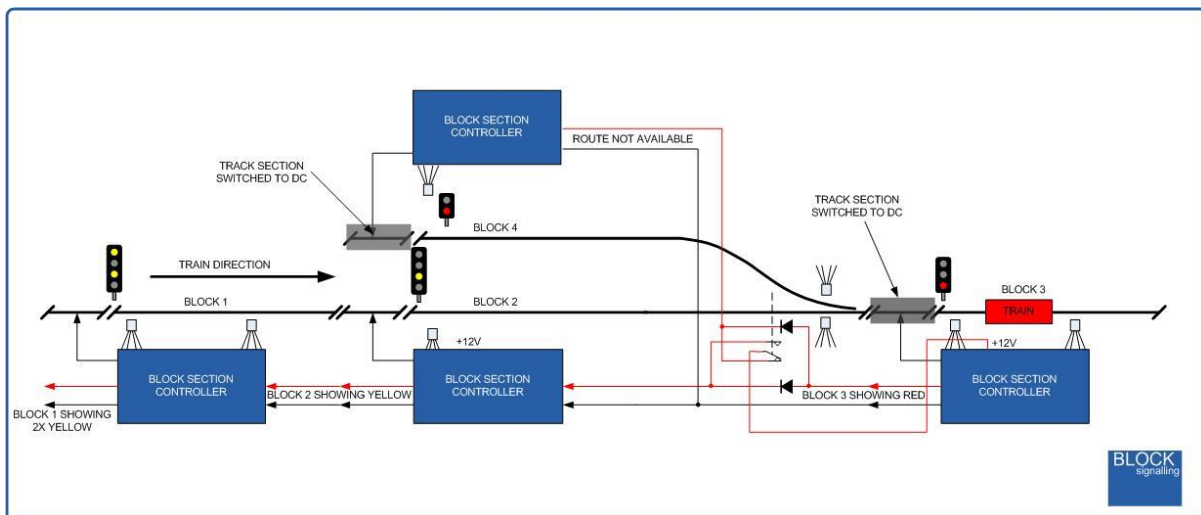 BLOCK SECTION
CONTROLLER
ROUTE NOT AVAILABLE
TRACK SECTION
SWITCHED TO DC
TRACK SECTION
SWITCHED TO DC
BLOCK 4
TRAIN DIRECTION
BLOCK 3
BLOCK 1
BLOCK 2
TRAIN
+12V
+12V
BLOCK SECTION
CONTROLLER
BLOCK SECTION
CONTROLLER
BLOCK SECTION
CONTROLLER
BLOCK 2 SHOWING YELLOW
BLOCK 3 SHOWING RED
BLOCK 1 SHOWING
2X YELLOW
BLOCK
signalling